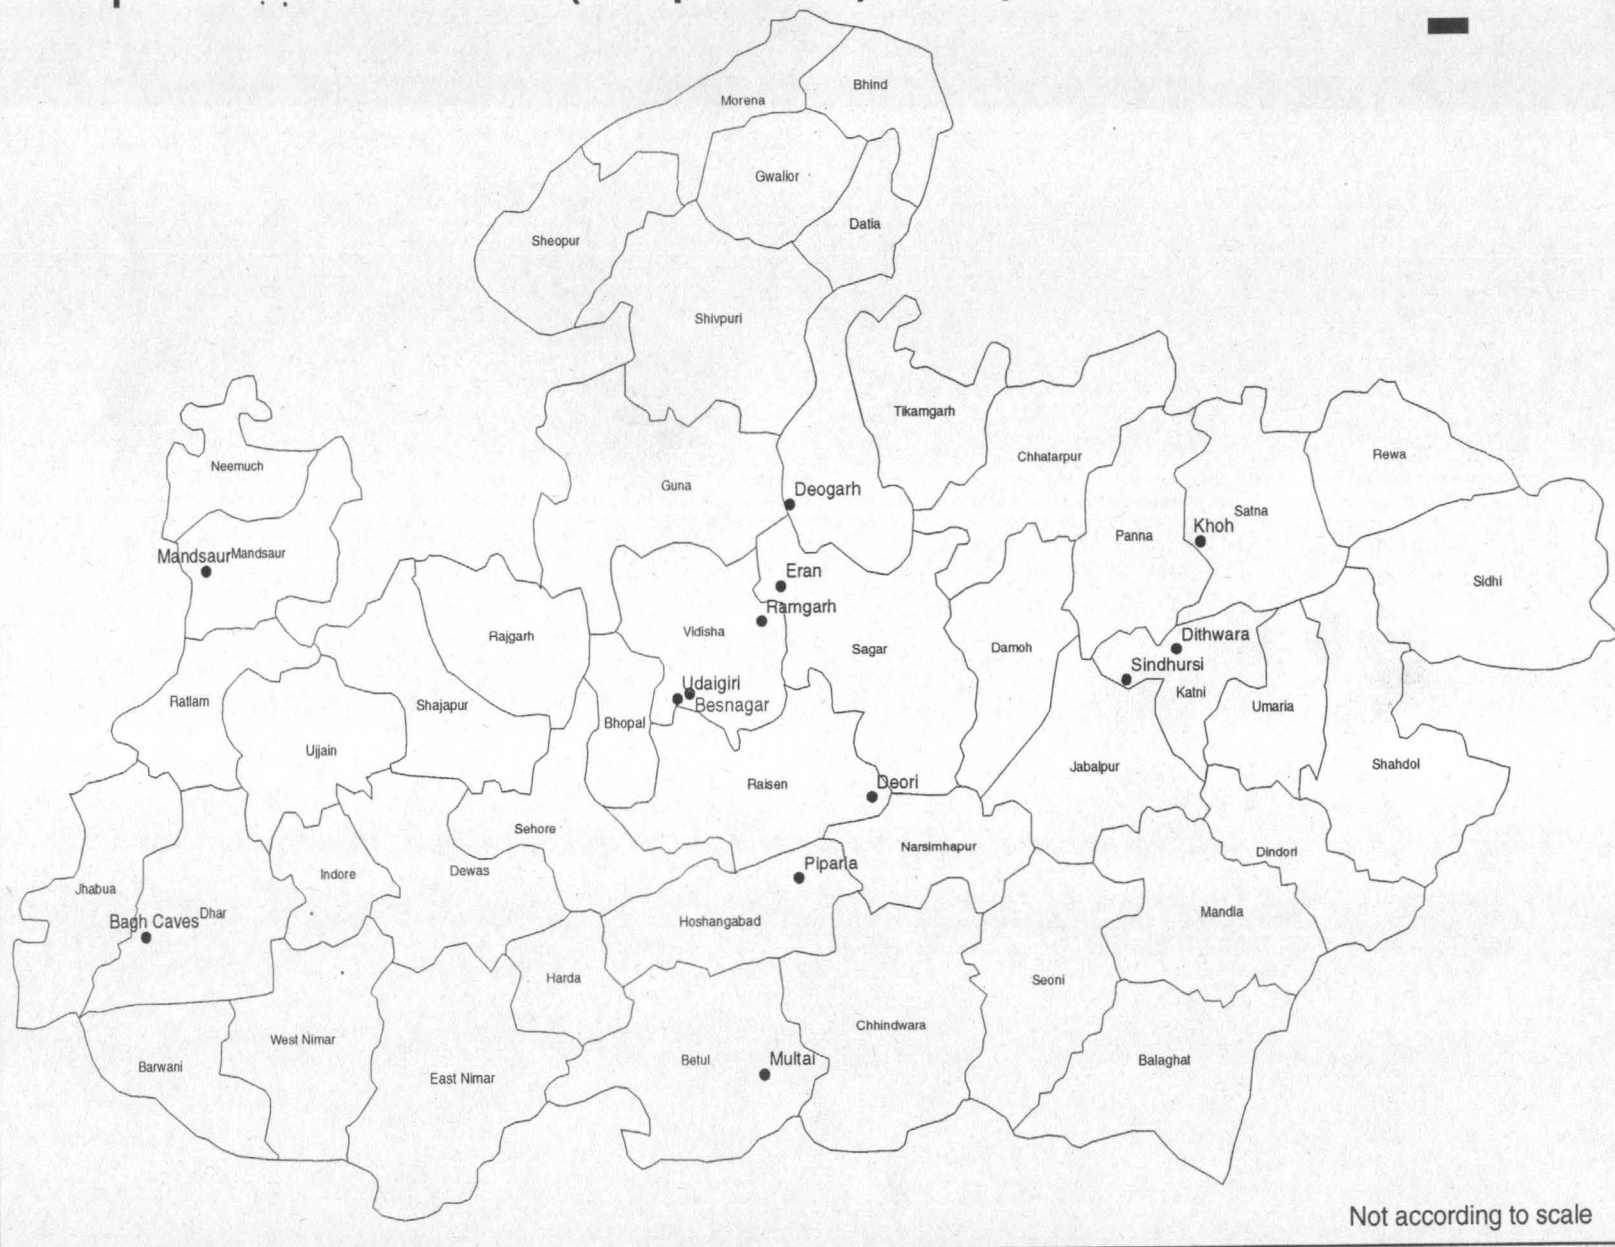 Bhind
Morena
Gwalior
Datia
Sheopur
Shivpuri
Tikamgarh
Chhatarpur
Rewa
Neemuch
Guna
Deogarh
Satna
Khoh
Panna
Mandsaur
Mandsaur
Eran
Sidhi
Ramgarh
Vidisha
Rajgarh
Dithwara
Sagar
Damoh
Sindhursi
Udaigiri
Katni
Ratlam
Shajapur
Besnagar
Umaria
Bhopal
Ujjain
Jabalpur
Shahdol
Raisen
Deori
Sehore
Narsimhapur
Dindori
Piparia
Indore
Dewas
Jhabua
Dhar
Bagh Caves
Hoshangabad
Mandla
Harda
Seoni
Chhindwara
West Nimar
Betul
Multai
Balaghat
Barwani
East Nimar
Not according to scale